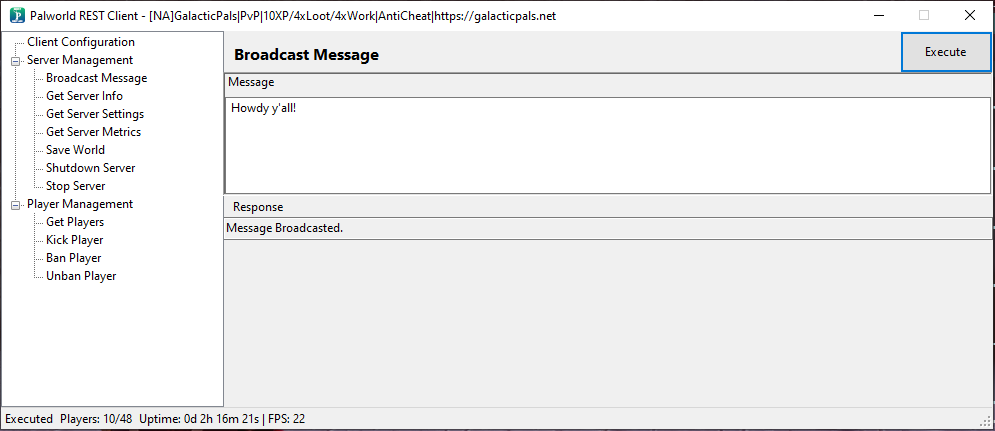 Palworld REST Client - [NA]GalacticPals|PvP|10XP/4xLoot/4xWork|AntiCheat|https://galacticpals.net
Client Configuration
Server Management
Broadcast Message
Get Server Info
Get Server Settings
Get Server Metrics
Save World
Shutdown Server
Stop Server
Player Management
Get Players
Kick Player
Ban Player
Unban Player
Broadcast Message
Execute
Message
Howdy y'all!
Response
Message Broadcasted.
Executed Players: 10/48 Uptime: 0d 2h 16m 21s | FPS: 22